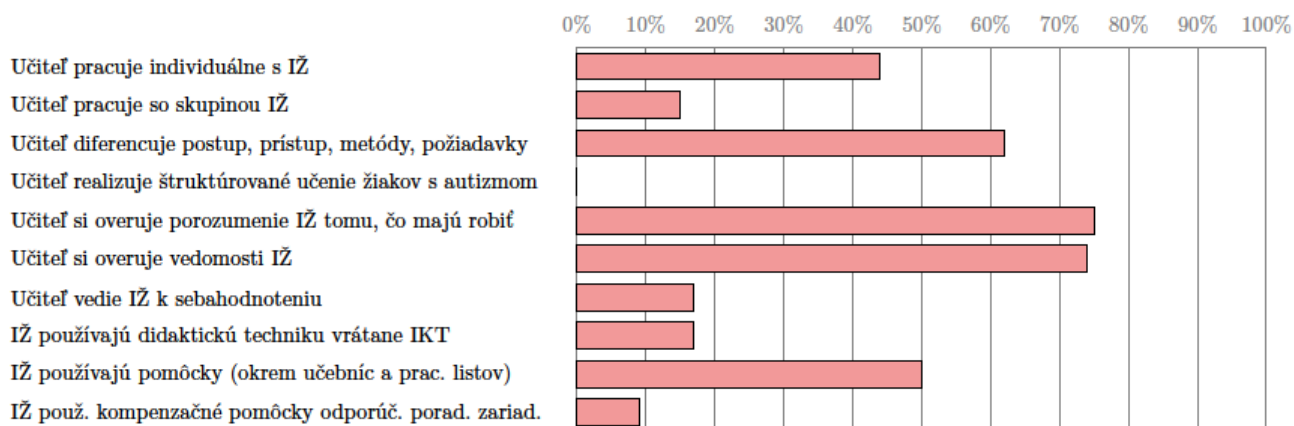 0% 10% 20% 30% 40% 50% 60% 70% 80% 90% 100%
Učiteľ pracuje individuálne s IŽ
Učiteľ pracuje so skupinou IŽ
Učiteľ diferencuje postup, prístup, metódy, požiadavky
Učiteľ realizuje štruktúrované učenie žiakov s autizmom
Učiteľ si overuje porozumenie IŽ tomu, čo majú robiť
Učiteľ si overuje vedomosti IŽ
Učiteľ vedie IŽ k sebahodnoteniu
IŽ používajú didaktickú techniku vrátane IKT
IŽ používajú pomôcky (okrem učebníc a prac. listov)
IŽ použ. kompenzačné pomôcky odporúč. porad. zariad.